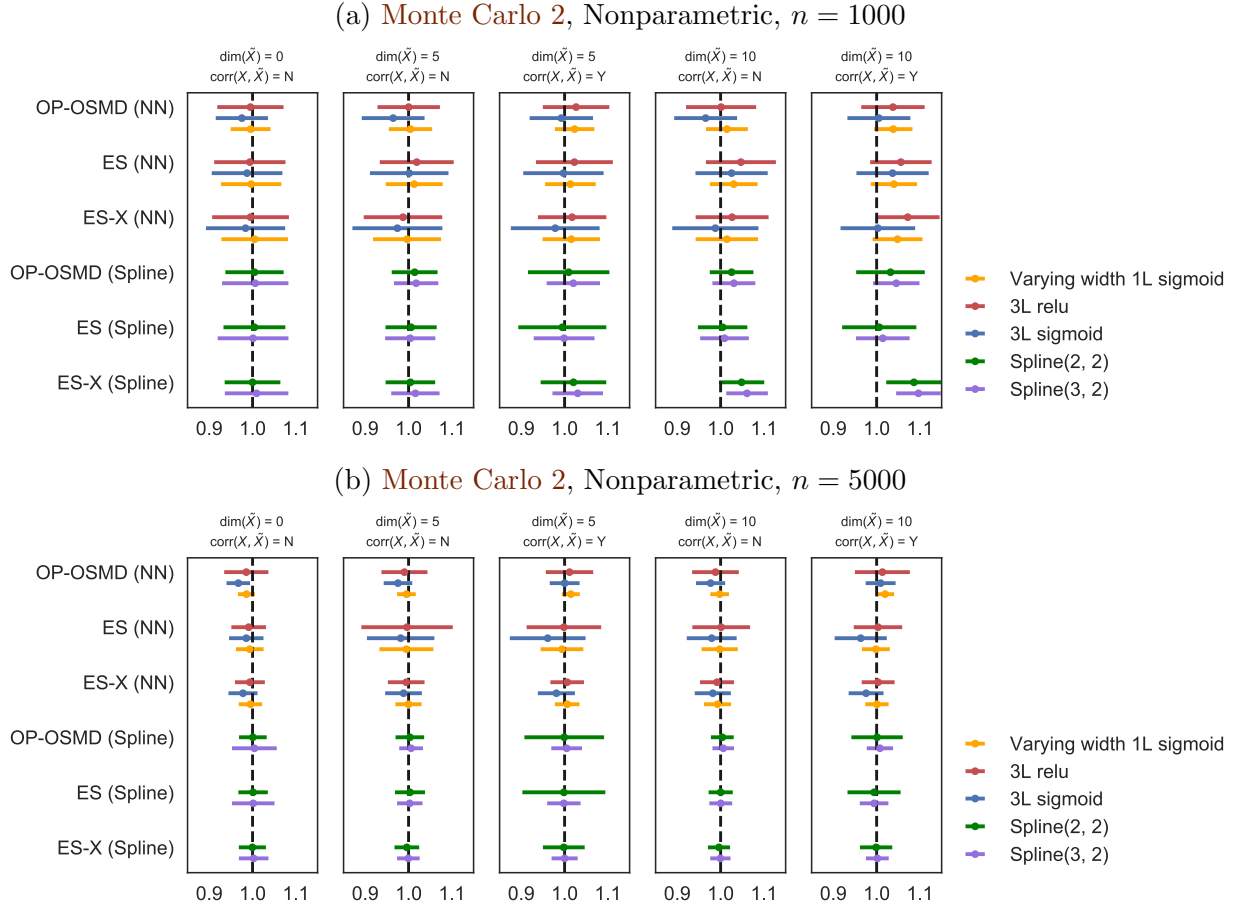 (a) Monte Carlo 2, Nonparametric, n = 1000
dim(X̃) = 0
corr(X, X̃) = N
dim(X̃) = 5
corr(X, X̃) = N
dim(X̃) = 5
corr(X, X̃) = Y
dim(X̃) = 10
corr(X, X̃) = N
dim(X̃) = 10
corr(X, X̃) = Y
OP-OSMD (NN)
ES (NN)
ES-X (NN)
OP-OSMD (Spline)
ES (Spline)
ES-X (Spline)
0.9 1.0 1.1 0.9 1.0 1.1 0.9 1.0 1.1 0.9 1.0 1.1 0.9 1.0 1.1
Varying width 1L sigmoid
3L relu
3L sigmoid
Spline(2, 2)
Spline(3, 2)
(b) Monte Carlo 2, Nonparametric, n = 5000
dim(X̃) = 0
corr(X, X̃) = N
dim(X̃) = 5
corr(X, X̃) = N
dim(X̃) = 5
corr(X, X̃) = Y
dim(X̃) = 10
corr(X, X̃) = N
dim(X̃) = 10
corr(X, X̃) = Y
OP-OSMD (NN)
ES (NN)
ES-X (NN)
OP-OSMD (Spline)
ES (Spline)
ES-X (Spline)
0.9 1.0 1.1 0.9 1.0 1.1 0.9 1.0 1.1 0.9 1.0 1.1 0.9 1.0 1.1
Varying width 1L sigmoid
3L relu
3L sigmoid
Spline(2, 2)
Spline(3, 2)